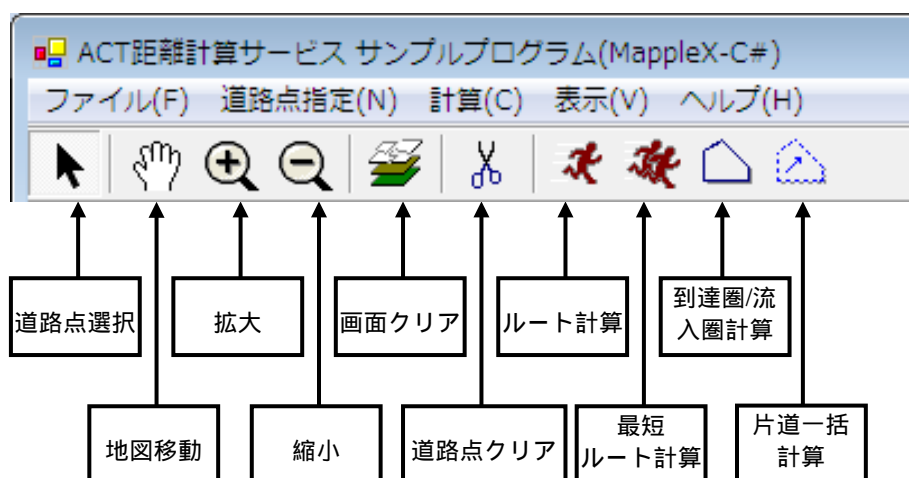 ACT距離計算サービス サンプルプログラム(MappleX-C#)
ファイル(F) 道路点指定(N) 計算(C) 表示(V) ヘルプ(H)
道路点選択
拡大
画面クリア
ルート計算
到達圏/流
入圏計算
地図移動
縮小
道路点クリア
最短
ルート計算
片道一括
計算